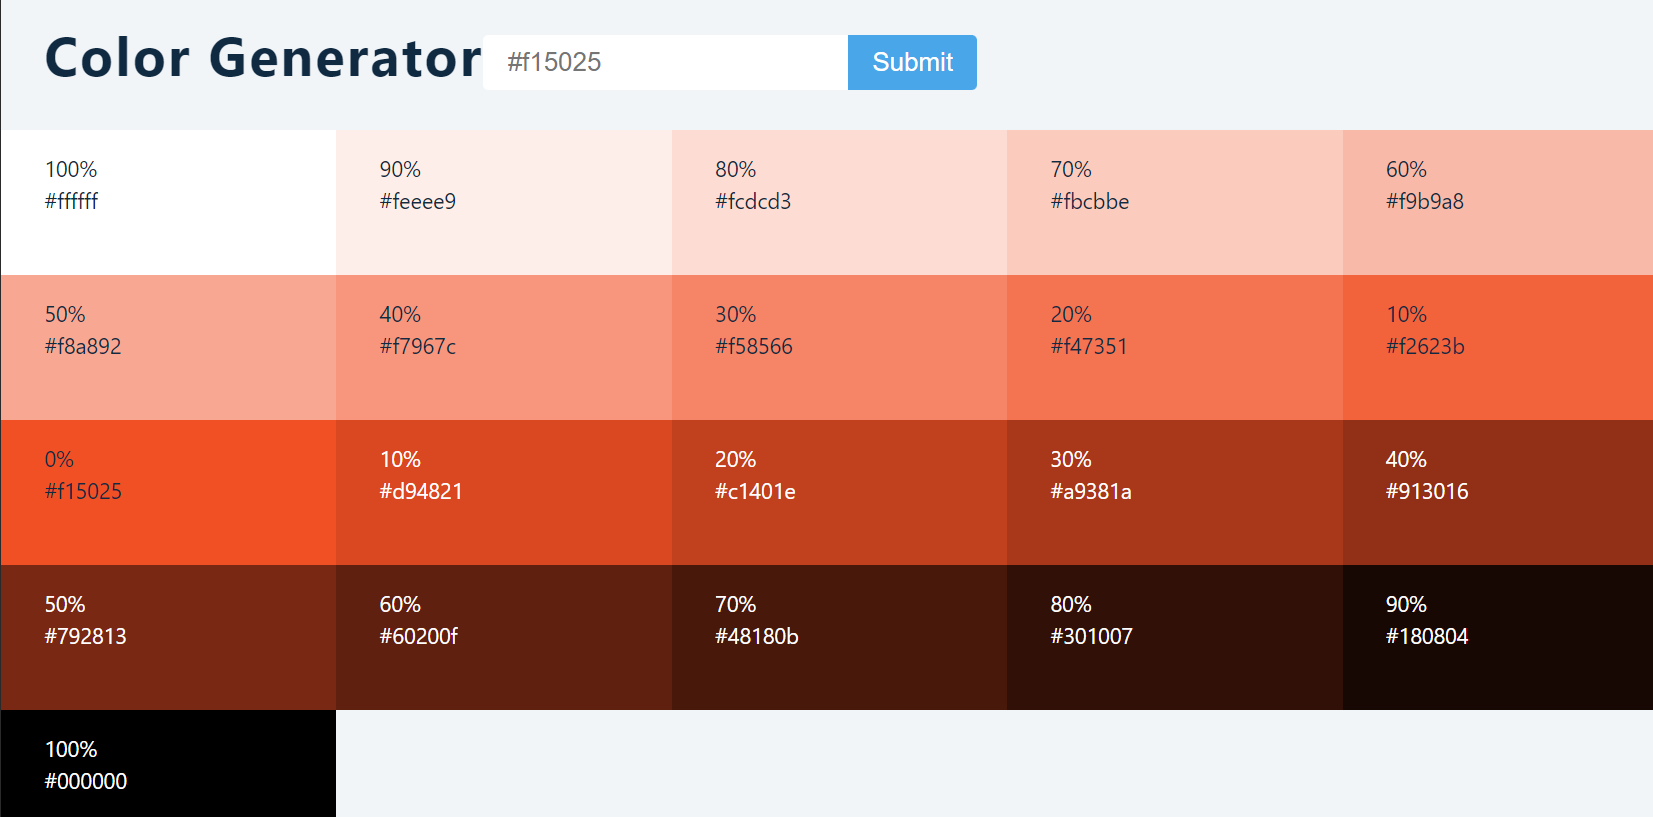 Color Generator #f15025 Submit
100% 90% 80% 70% 60%
#ffffff #feeee9 #fcdcd3 #fbcbbe #f9b9a8
50% 40% 30% 20% 10%
#f8a892 #f7967c #f58566 #f47351 #f2623b
0% 10% 20% 30% 40%
#f15025 #d94821 #c1401e #a9381a #913016
50% 60% 70% 80% 90%
#792813 #60200f #48180b #301007 #180804
100%
#000000